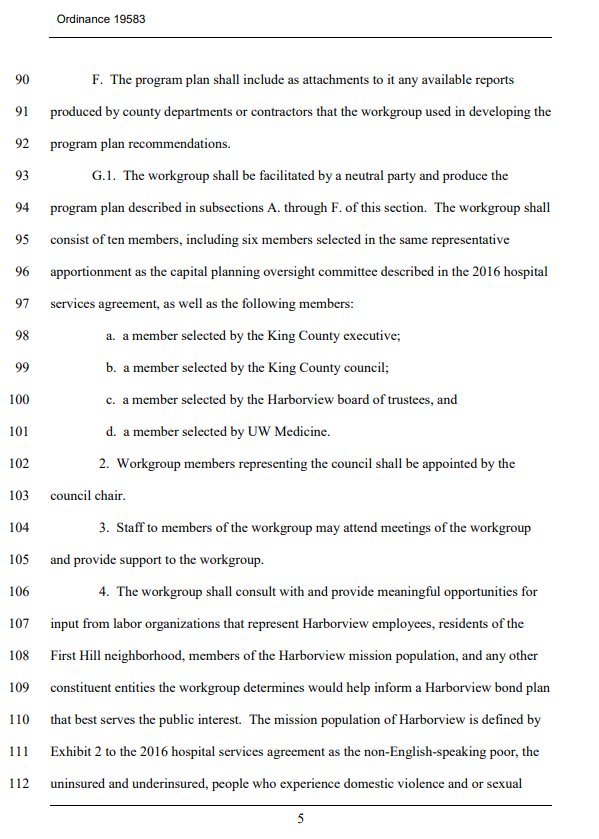 Ordinance 19583
90 F. The program plan shall include as attachments to it any available reports
91 produced by county departments or contractors that the workgroup used in developing the
92 program plan recommendations.
93 G.1. The workgroup shall be facilitated by a neutral party and produce the
94 program plan described in subsections A. through F. of this section. The workgroup shall
95 consist of ten members, including six members selected in the same representative
96 apportionment as the capital planning oversight committee described in the 2016 hospital
97 services agreement, as well as the following members:
98 a. a member selected by the King County executive;
99 b. a member selected by the King County council;
100 c. a member selected by the Harborview board of trustees, and
101 d. a member selected by UW Medicine.
102 2. Workgroup members representing the council shall be appointed by the
103 council chair.
104 3. Staff to members of the workgroup may attend meetings of the workgroup
105 and provide support to the workgroup.
106 4. The workgroup shall consult with and provide meaningful opportunities for
107 input from labor organizations that represent Harborview employees, residents of the
108 First Hill neighborhood, members of the Harborview mission population, and any other
109 constituent entities the workgroup determines would help inform a Harborview bond plan
110 that best serves the public interest. The mission population of Harborview is defined by
111 Exhibit 2 to the 2016 hospital services agreement as the non-English-speaking poor, the
112 uninsured and underinsured, people who experience domestic violence and or sexual
5